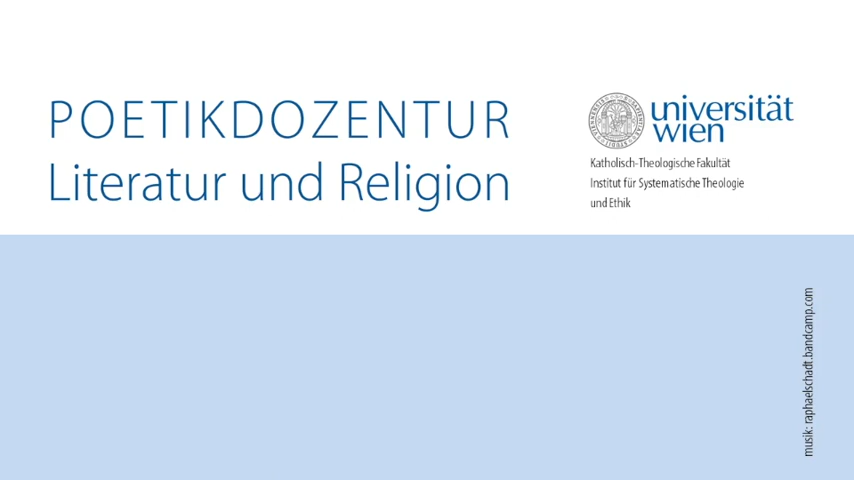 POETIKDOZENTUR
Literatur und Religion
universität
wien
Katholisch-Theologische Fakultät
Institut für Systematische Theologie
und Ethik
musik: raphaelschadt.bandcamp.com